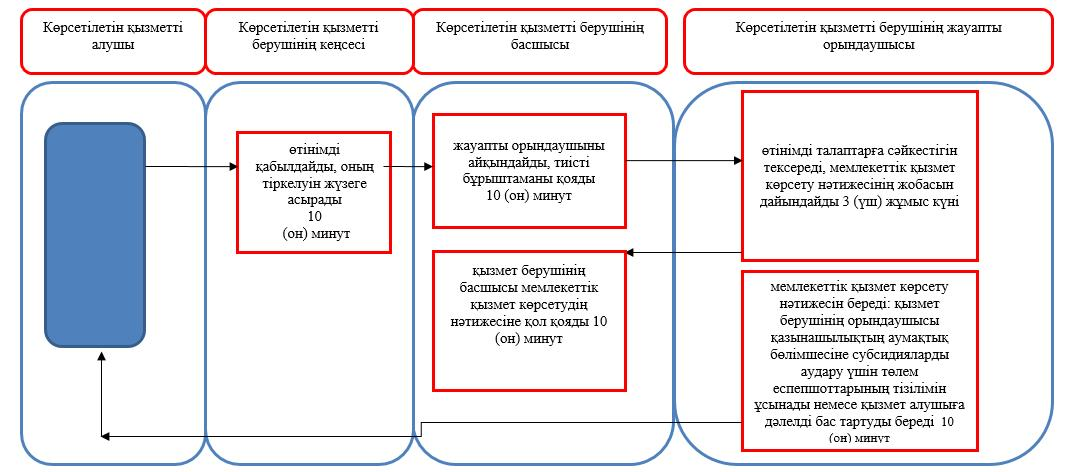 Көрсетілетін қызметті
алушы
Көрсетілетін қызметті
берушінің кеңсесі
Көрсетілетін қызметті берушінің
басшысы
Көрсетілетін қызметті берушінің жауапты
орындаушысы
өтінімді
қабылдайды, оның
тіркелуін жүзеге
асырады
10
(он) минут
жауапты орындаушыны
айқындайды, тиісті
бұрыштаманы қояды
10 (он) минут
өтінімді талаптарға сәйкестігін
тексереді, мемлекеттік қызмет
көрсету нәтижесінің жобасын
дайындайды 3 (үш) жұмыс күні
қызмет берушінің
басшысы мемлекеттік
қызмет көрсетудің
нәтижесіне қол қояды 10
(он) минут
мемлекеттік қызмет көрсету
нәтижесін береді: қызмет
берушінің орындаушысы
қазынашылықтың аумақтық
бөлімшесіне субсидияларды
аудару үшін төлем
еспепшоттарының тізілімін
ұсынады немесе қызмет алушыға
дәлелді бас тартуды береді 10
(он) минут